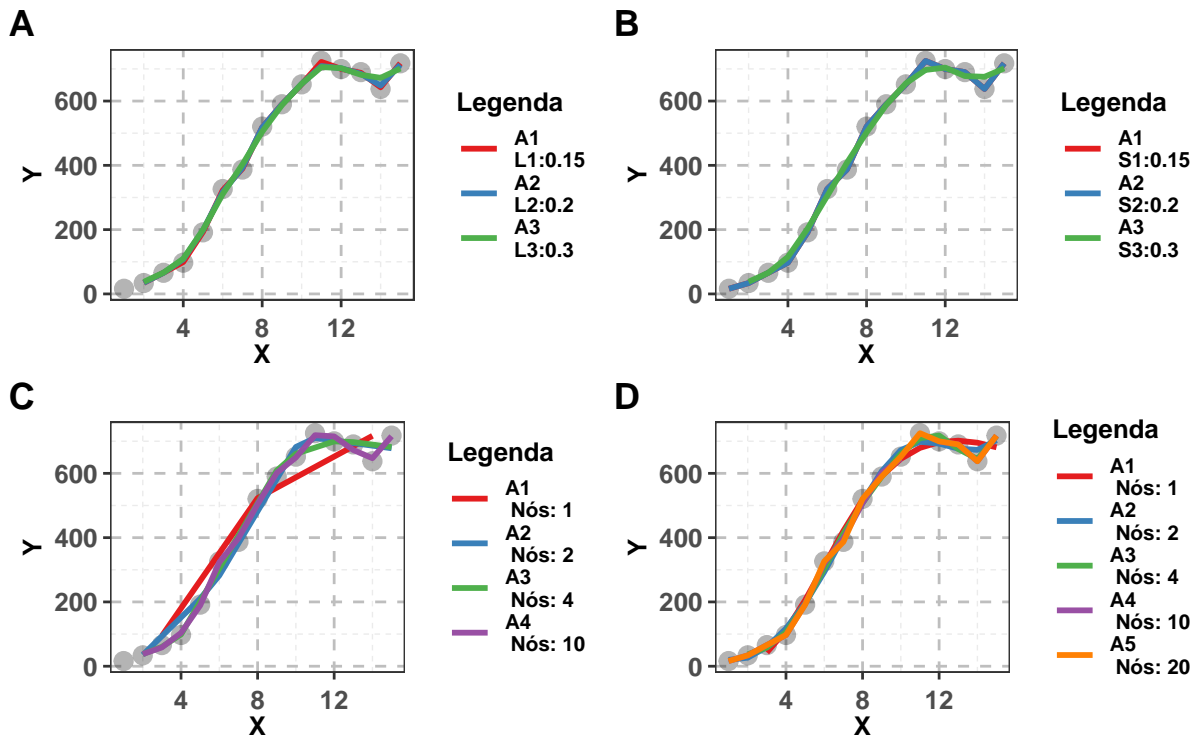 A
600
400
200
0
Y
4 8 12
X
Legenda
A1
L1:0.15
A2
L2:0.2
A3
L3:0.3
B
600
400
200
0
Y
4 8 12
X
Legenda
A1
S1:0.15
A2
S2:0.2
A3
S3:0.3
C
600
400
200
0
Y
4 8 12
X
Legenda
A1
Nós: 1
A2
Nós: 2
A3
Nós: 4
A4
Nós: 10
D
600
400
200
0
Y
4 8 12
X
Legenda
A1
Nós: 1
A2
Nós: 2
A3
Nós: 4
A4
Nós: 10
A5
Nós: 20